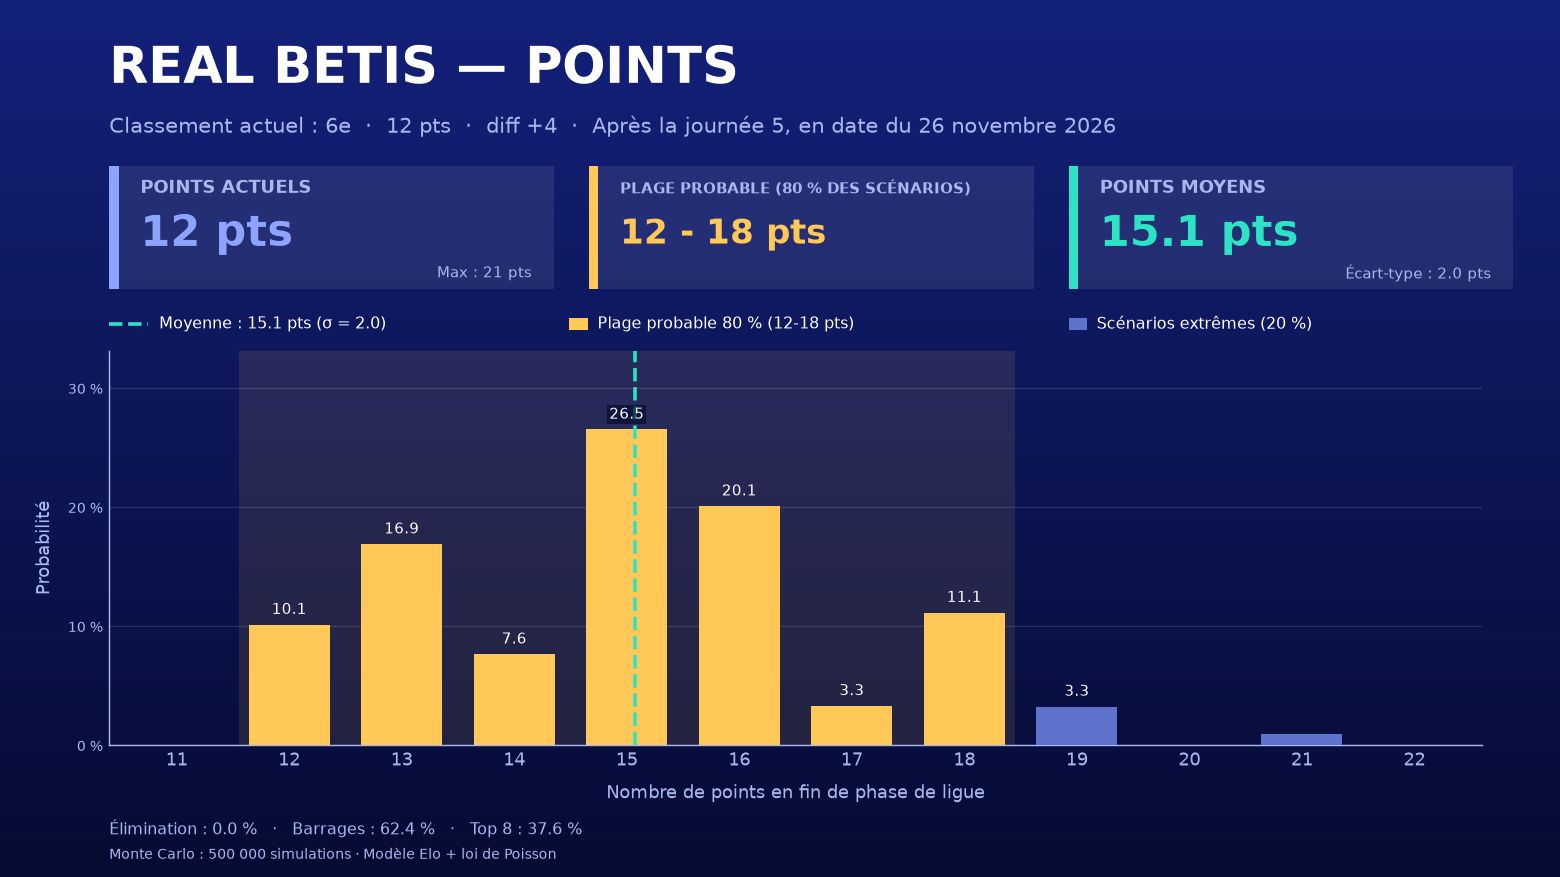 REAL BETIS — POINTS
Classement actuel : 6e · 12 pts · diff +4 · Après la journée 5, en date du 26 novembre 2026
POINTS ACTUELS
12 pts
Max : 21 pts
PLAGE PROBABLE (80 % DES SCÉNARIOS)
12 - 18 pts
POINTS MOYENS
15.1 pts
Écart-type : 2.0 pts
Moyenne : 15.1 pts (σ = 2.0)
Plage probable 80 % (12-18 pts)
Scénarios extrêmes (20 %)
Probabilité
30 %
20 %
10 %
0 %
10.1
16.9
7.6
26.5
20.1
3.3
11.1
3.3
11 12 13 14 15 16 17 18 19 20 21 22
Nombre de points en fin de phase de ligue
Élimination : 0.0 % · Barrages : 62.4 % · Top 8 : 37.6 %
Monte Carlo : 500 000 simulations · Modèle Elo + loi de Poisson